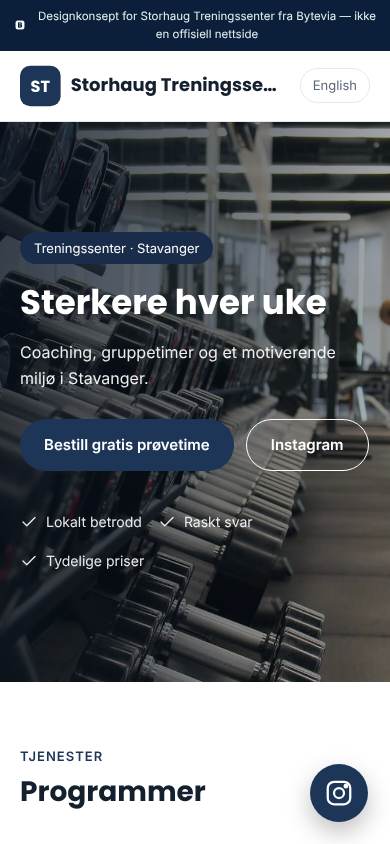 Designkonsept for Storhaug Treningssenter fra Bytevia — ikke
en offisiell nettside
ST
Storhaug Treningsse…
English
Treningssenter · Stavanger
Sterkere hver uke
Coaching, gruppetimer og et motiverende
miljø i Stavanger.
Bestill gratis prøvetime
Instagram
Lokalt betrodd
Raskt svar
Tydelige priser
TJENESTER
Programmer